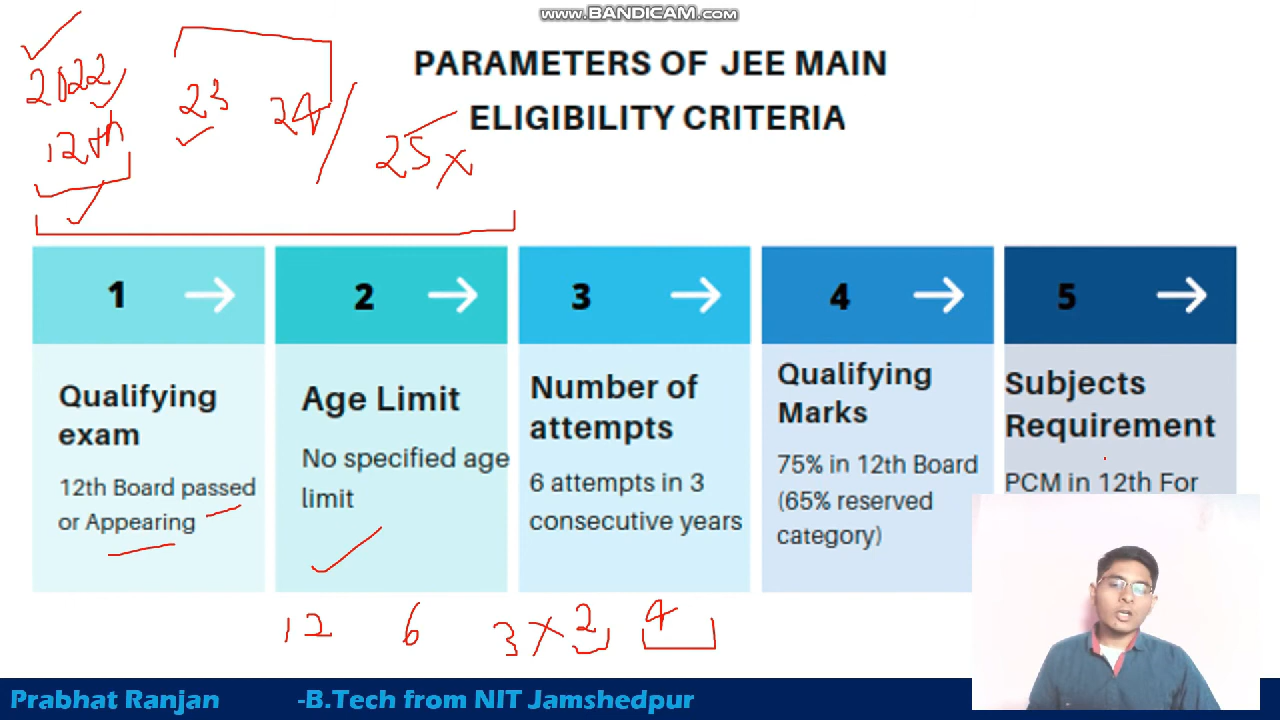 www.BANDICAM.com
PARAMETERS OF JEE MAIN
ELIGIBILITY CRITERIA
2022 23 24 25 x
12th
1
Qualifying
exam
12th Board passed
or Appearing
2
Age Limit
No specified age
limit
3
Number of
attempts
6 attempts in 3
consecutive years
4
Qualifying
Marks
75% in 12th Board
(65% reserved
category)
5
Subjects
Requirement
PCM in 12th For
12 6 3 X 2 4
Prabhat Ranjan -B.Tech from NIT Jamshedpur